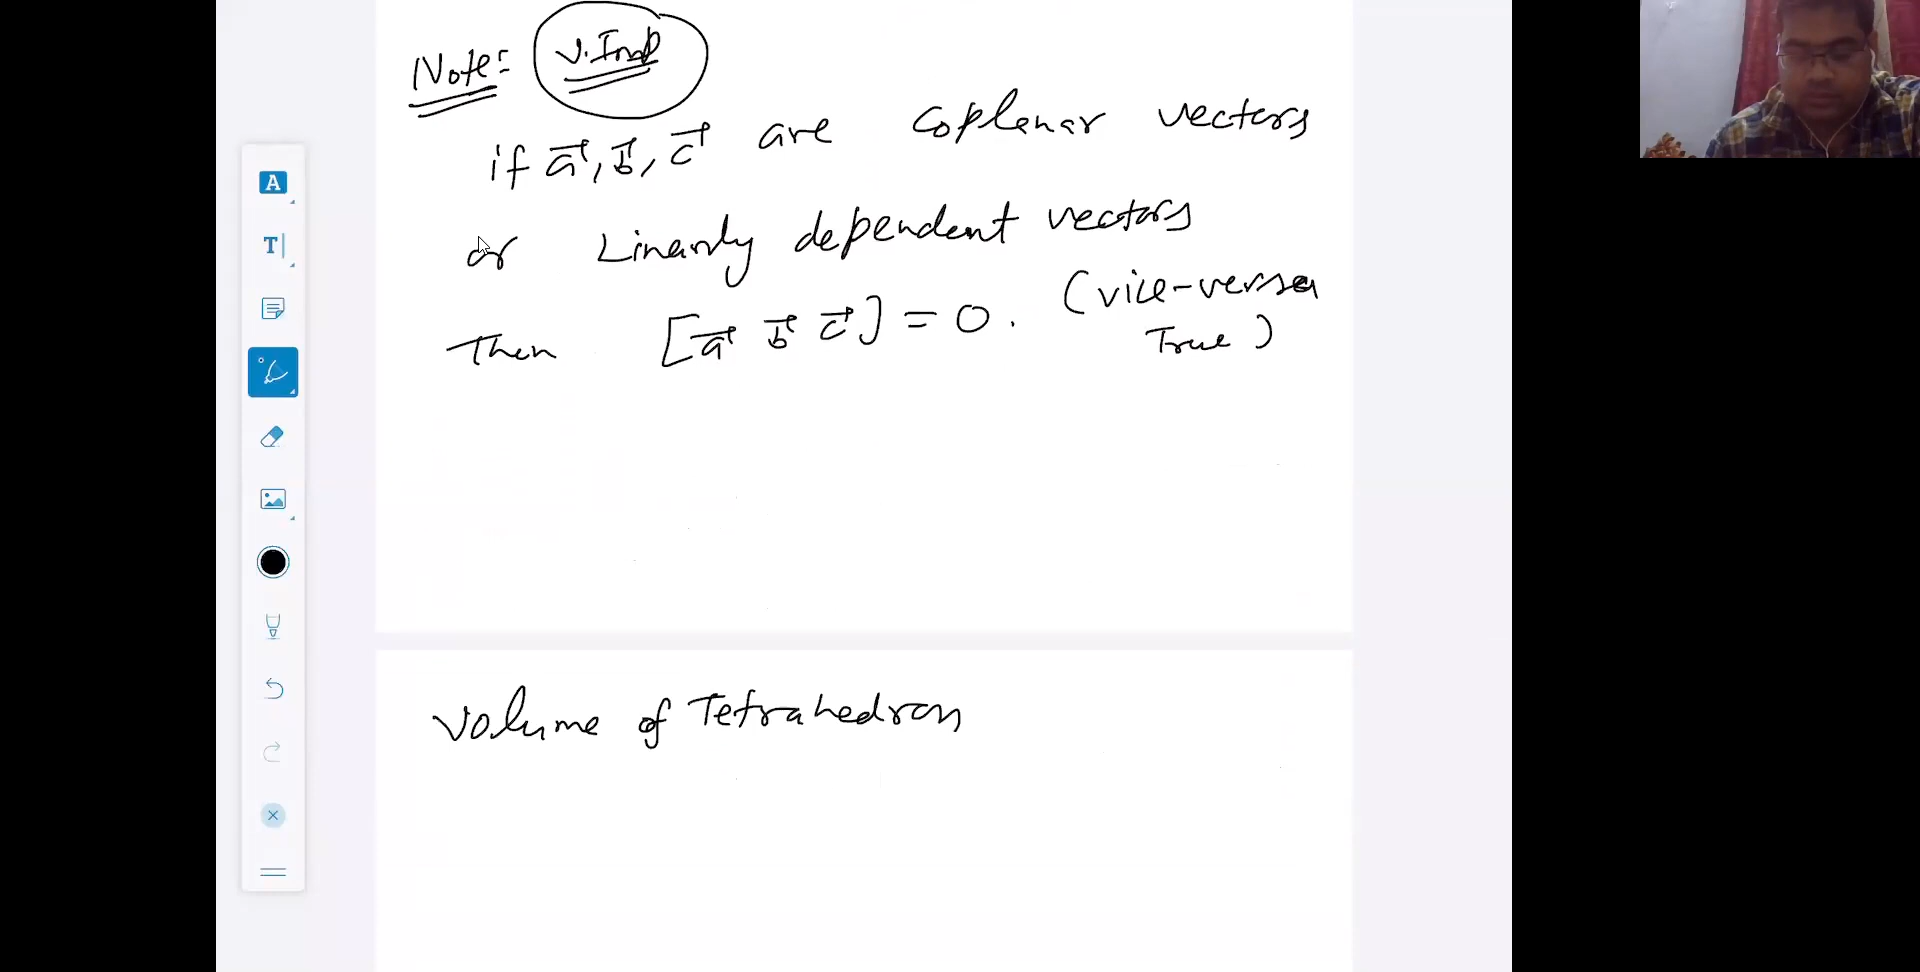 Note:- V. Imp
if a⃗, b⃗, c⃗ are coplanar vectors
or Linearly dependent vectors
Then [a⃗ b⃗ c⃗] = 0. (vice-versa
True)
Volume of Tetrahedron
A
T